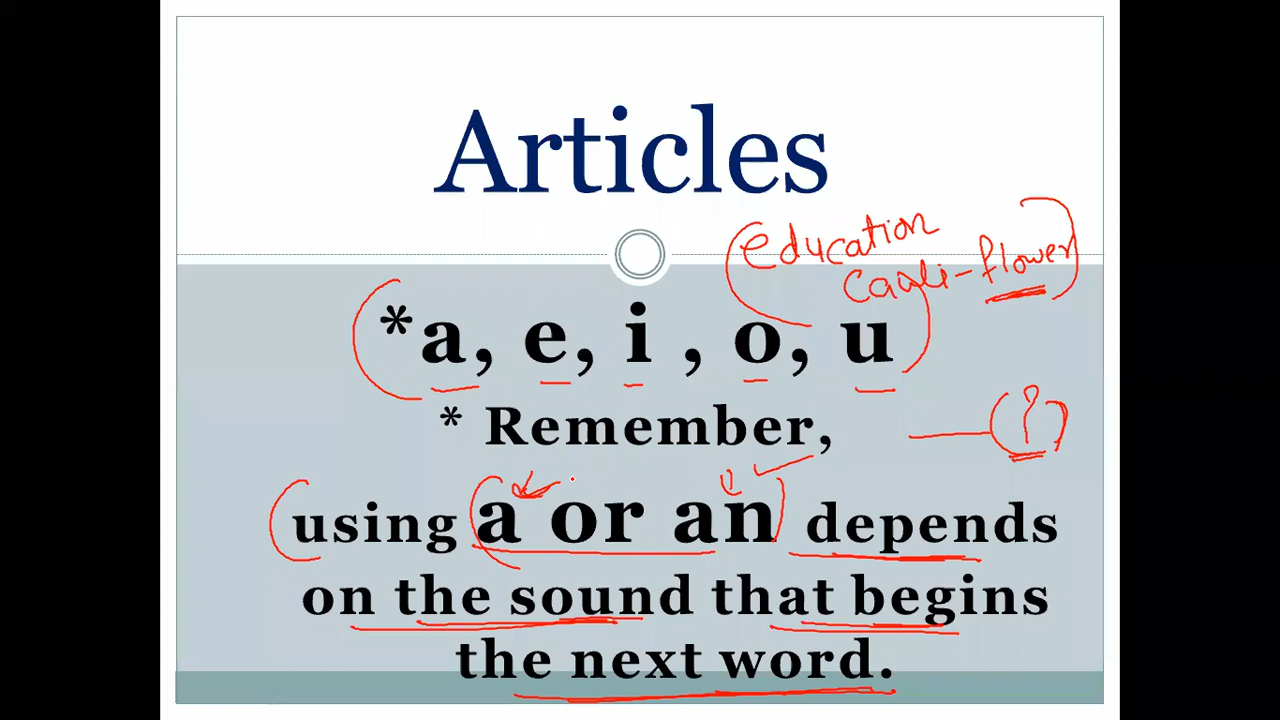 Articles
education
Cauli-flower
*a, e, i , o, u
* Remember,
(?)
using a or an depends
on the sound that begins
the next word.